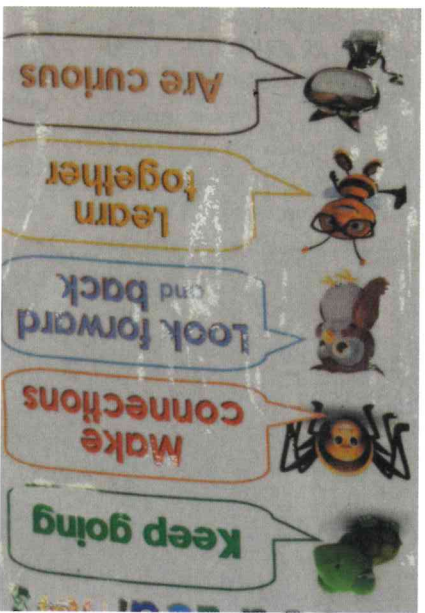 Keep going
Make
connections
Look forward
and back
Learn
together
Are curious